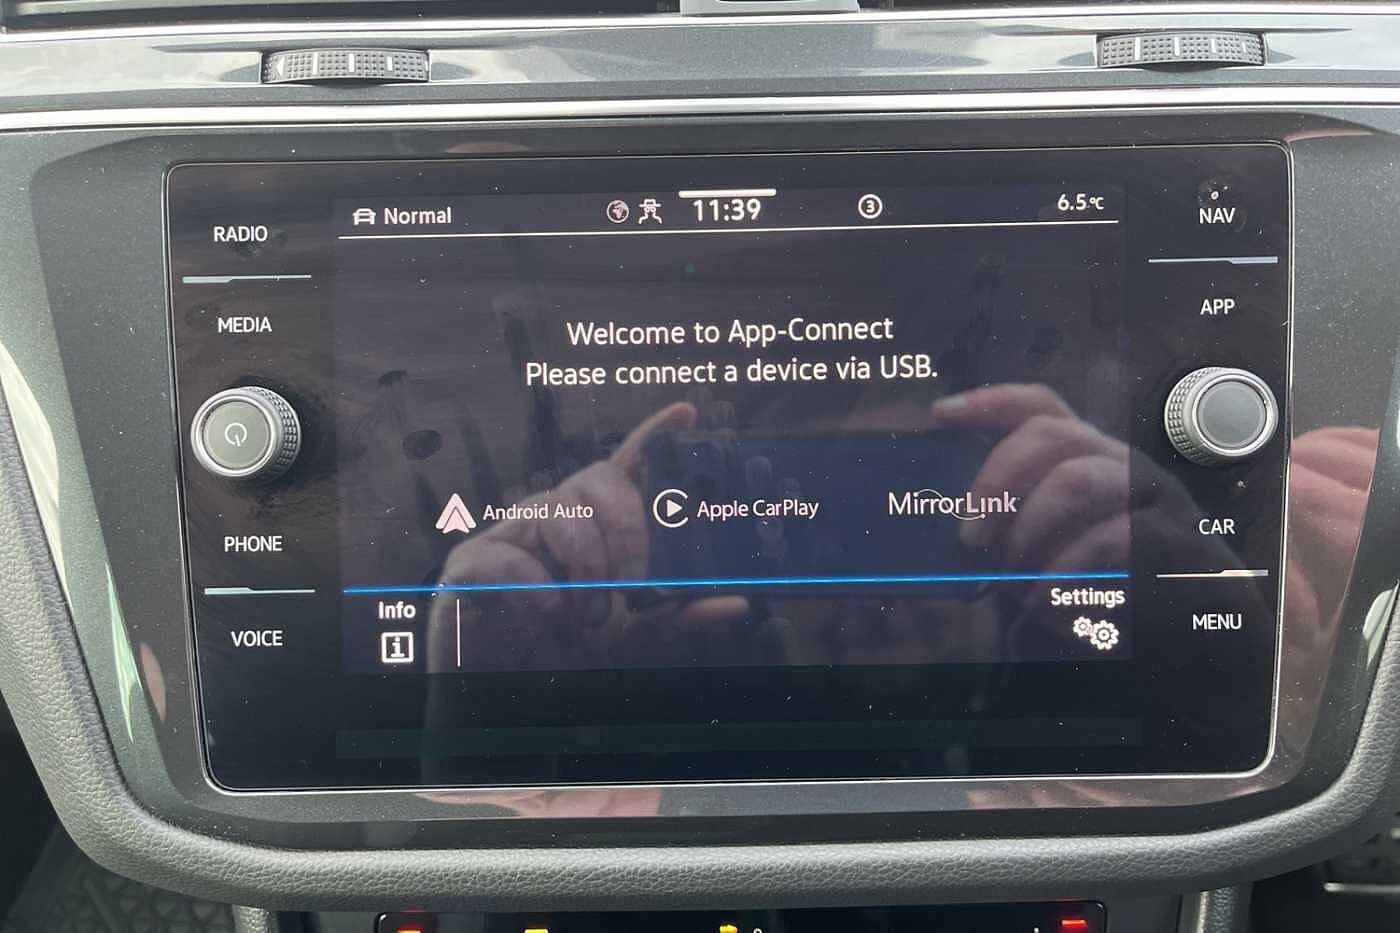 Normal
11:39
3
6.5°C
RADIO
MEDIA
PHONE
VOICE
Welcome to App-Connect
Please connect a device via USB.
Android Auto
Apple CarPlay
MirrorLink
Info
i
Settings
NAV
APP
CAR
MENU